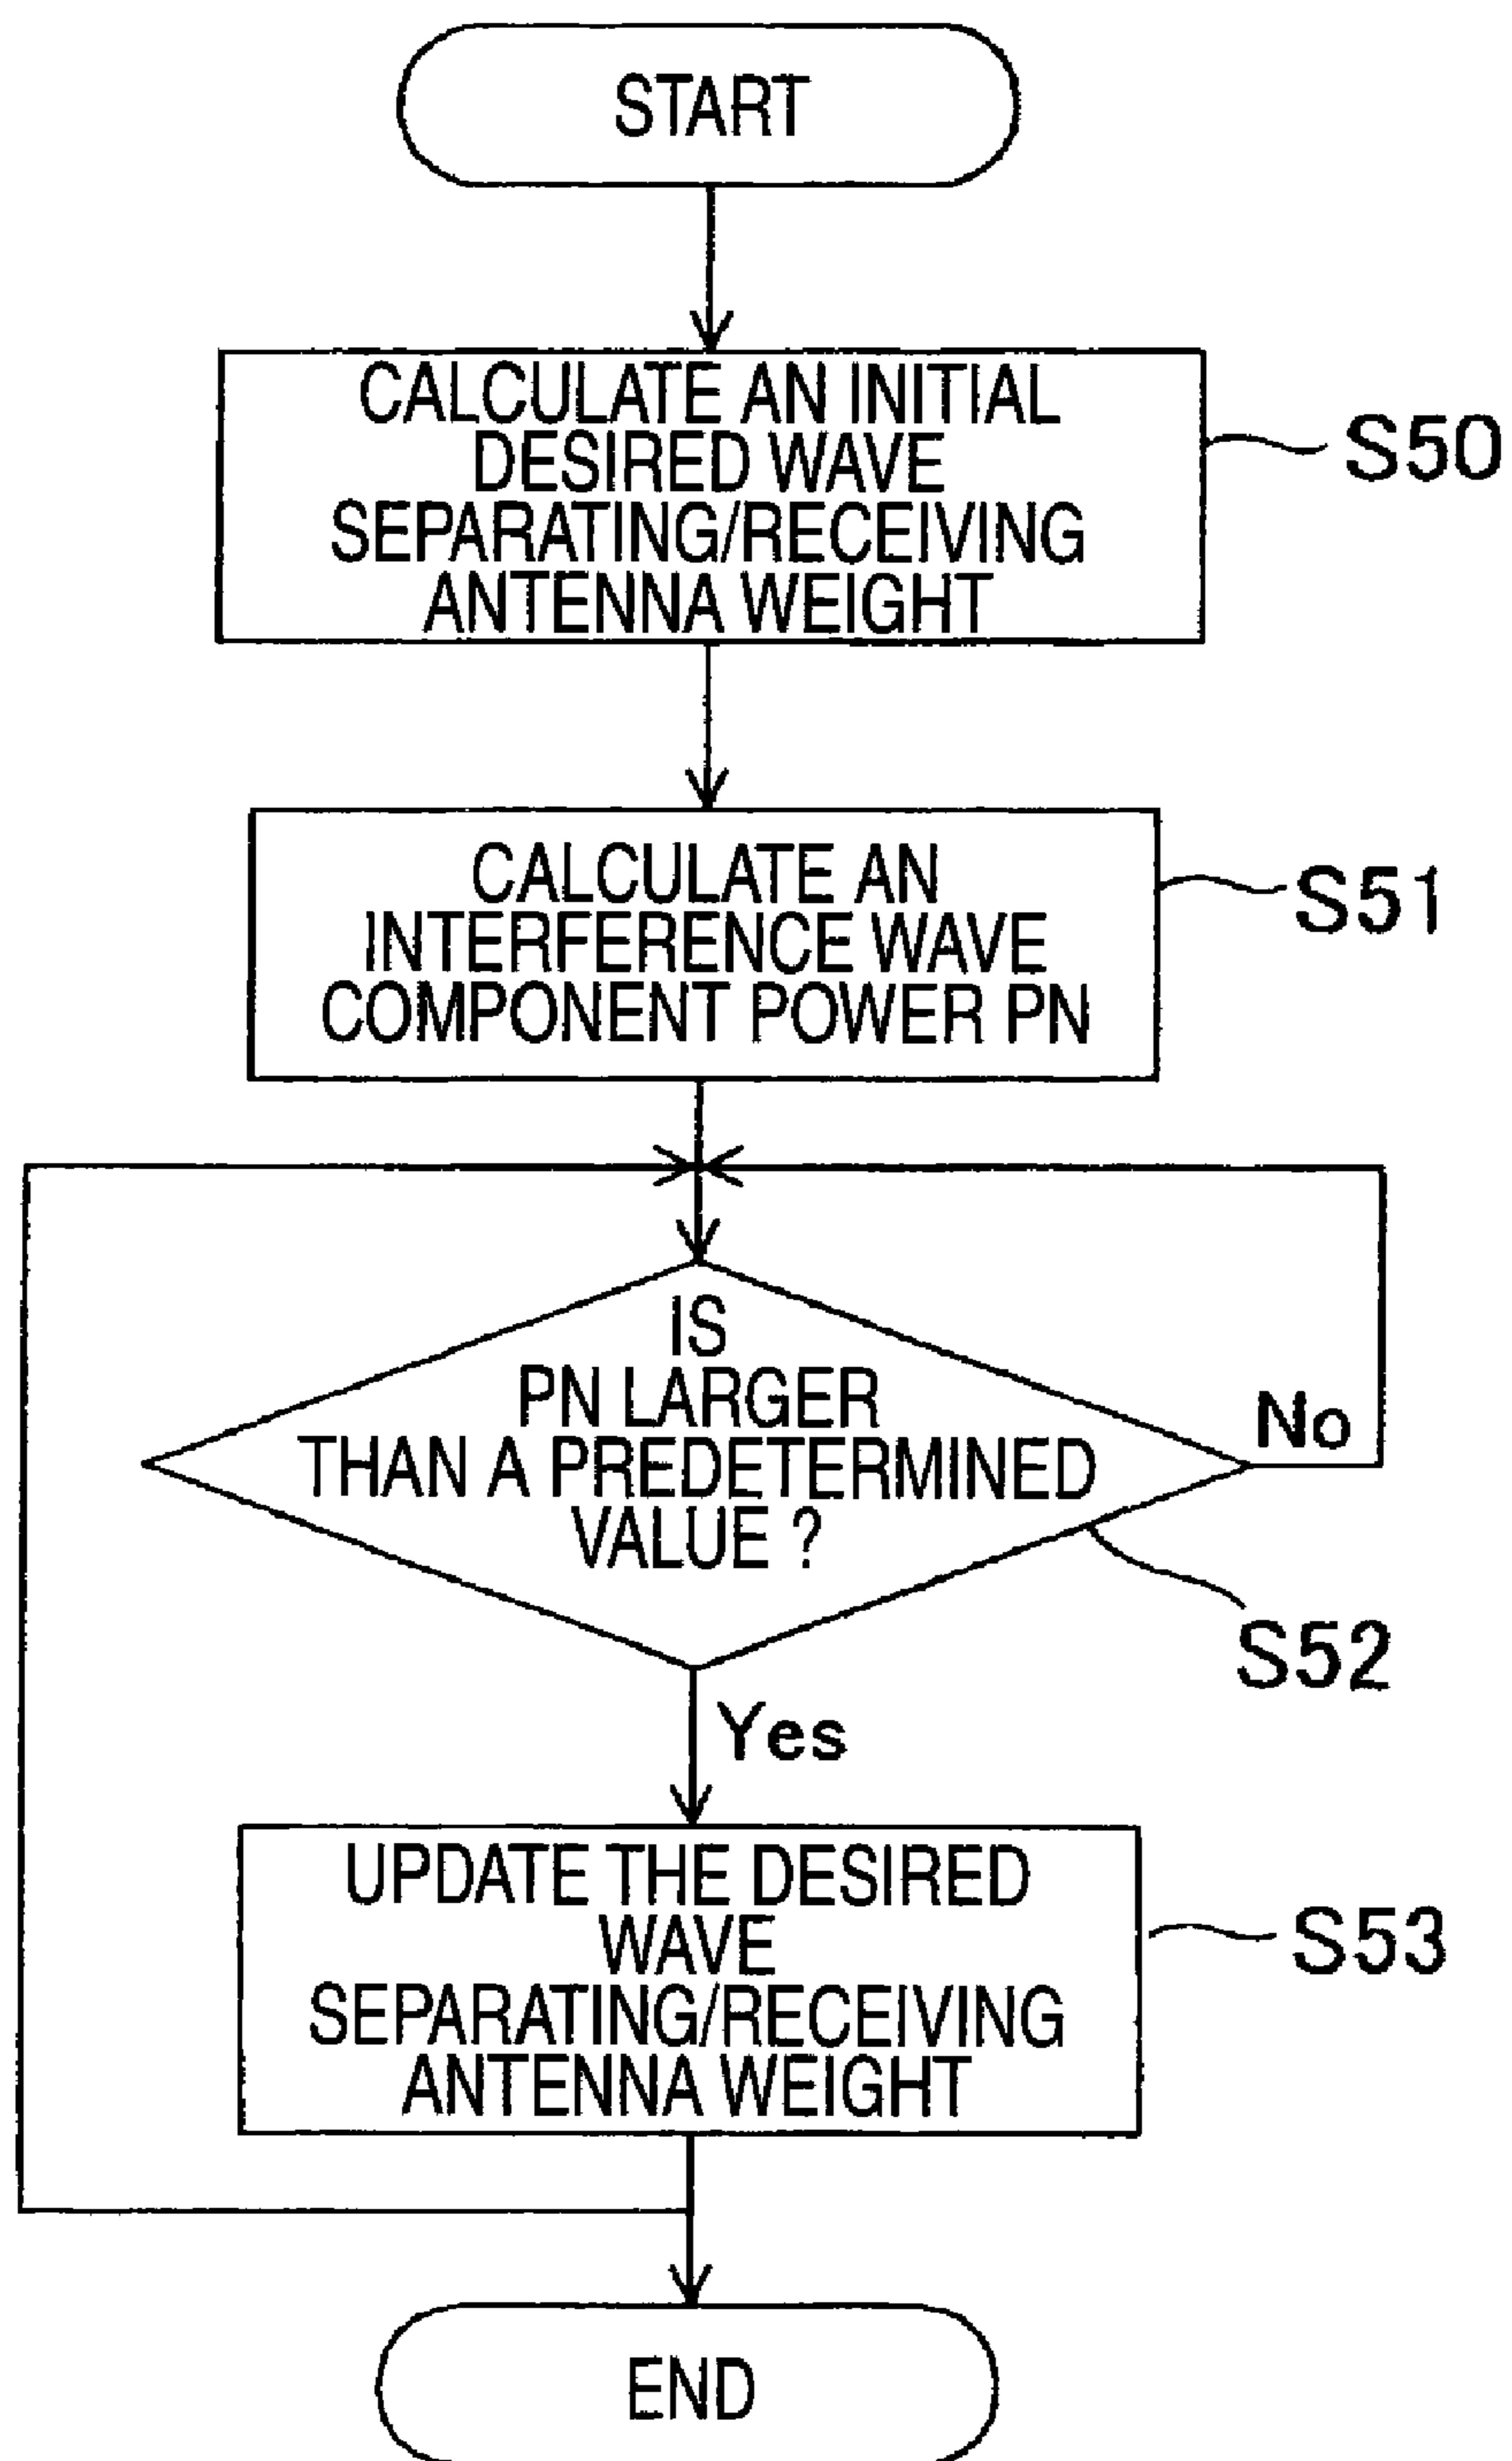 START
CALCULATE AN INITIAL
DESIRED WAVE
SEPARATING/RECEIVING
ANTENNA WEIGHT
S50
CALCULATE AN
INTERFERENCE WAVE
COMPONENT POWER PN
S51
IS
PN LARGER
THAN A PREDETERMINED
VALUE ?
No
S52
Yes
UPDATE THE DESIRED
WAVE
SEPARATING/RECEIVING
ANTENNA WEIGHT
S53
END